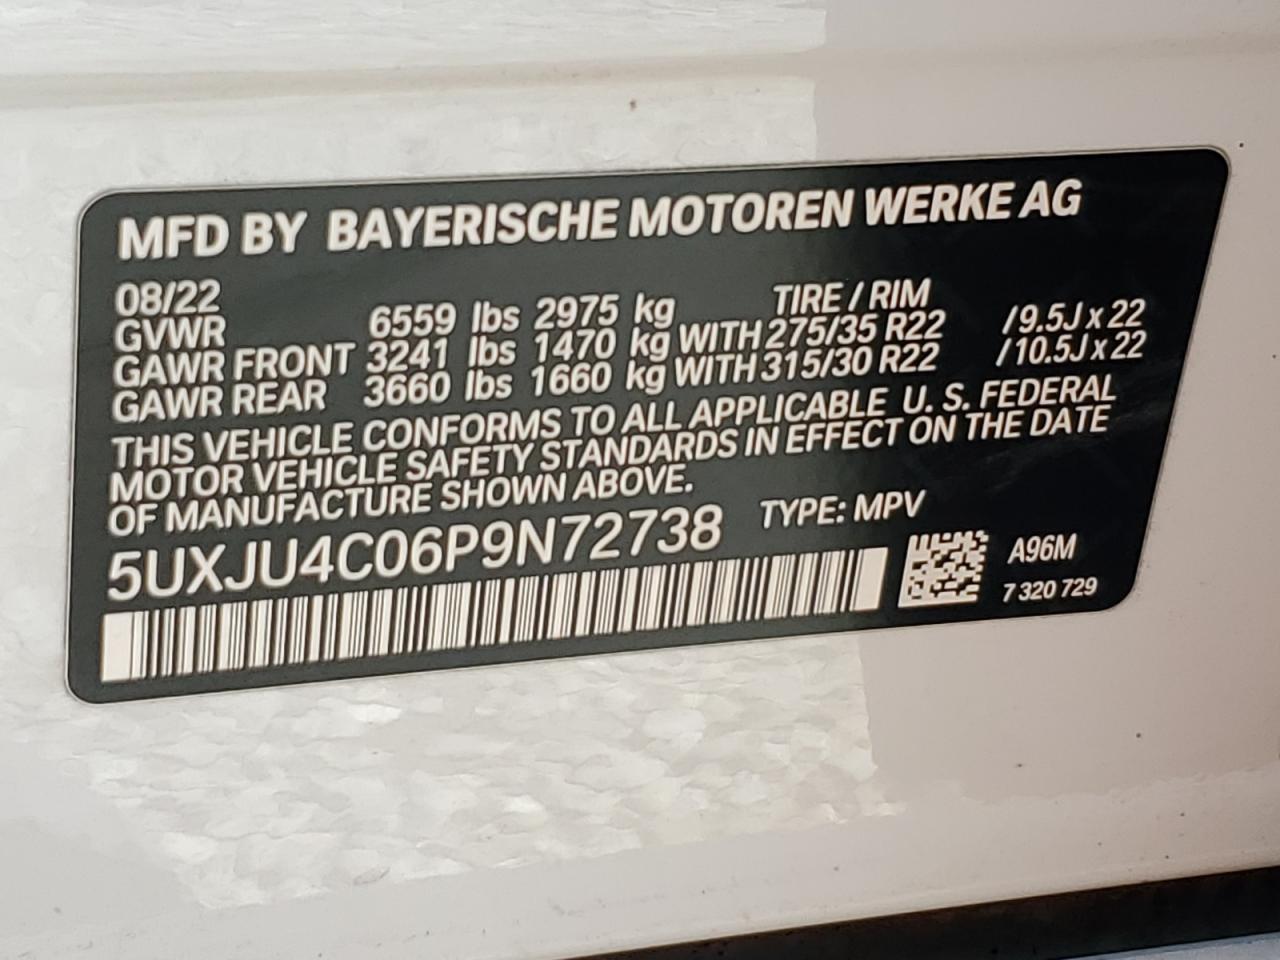 MFD BY BAYERISCHE MOTOREN WERKE AG
08/22 TIRE / RIM
GVWR 6559 lbs 2975 kg
GAWR FRONT 3241 lbs 1470 kg WITH 275/35 R22 /9.5J x 22
GAWR REAR 3660 lbs 1660 kg WITH 315/30 R22 /10.5J x 22
THIS VEHICLE CONFORMS TO ALL APPLICABLE U. S. FEDERAL
MOTOR VEHICLE SAFETY STANDARDS IN EFFECT ON THE DATE
OF MANUFACTURE SHOWN ABOVE.
5UXJU4C06P9N72738 TYPE: MPV
A96M
7 320 729